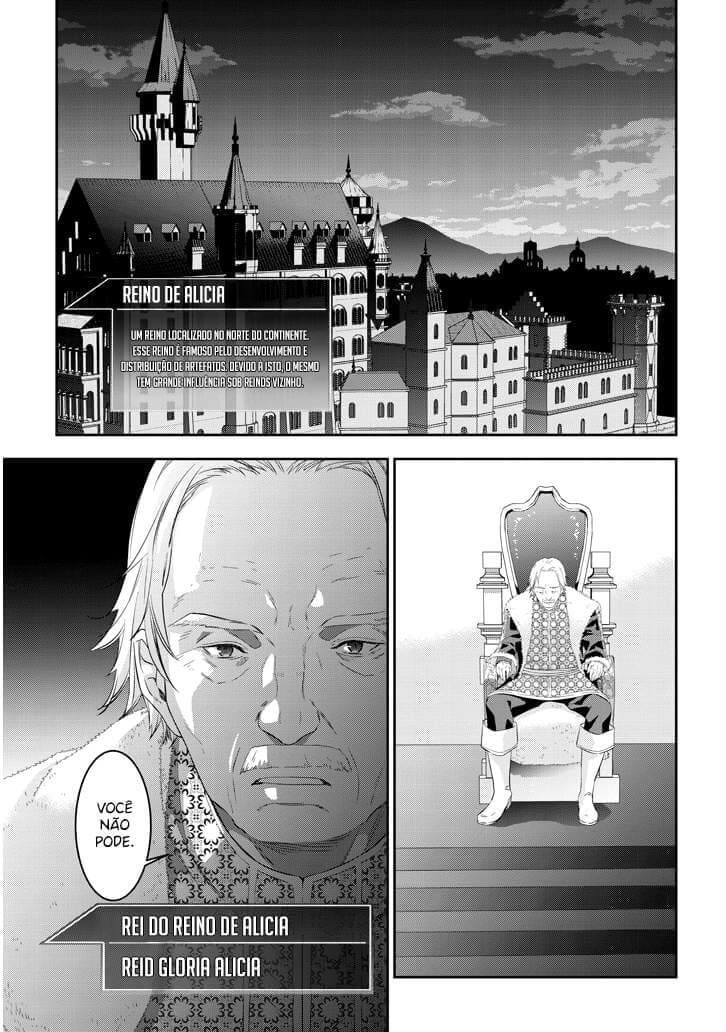 REINO DE ALICIA
UM REINO LOCALIZADO NO NORTE DO CONTINENTE.
ESSE REINO É FAMOSO PELO DESENVOLVIMENTO E
DISTRIBUIÇÃO DE ARTEFATOS. DEVIDO A ISTO, O MESMO
TEM GRANDE INFLUÊNCIA SOB REINOS VIZINHO.
VOCÊ
NÃO
PODE.
REI DO REINO DE ALICIA
REID GLORIA ALICIA